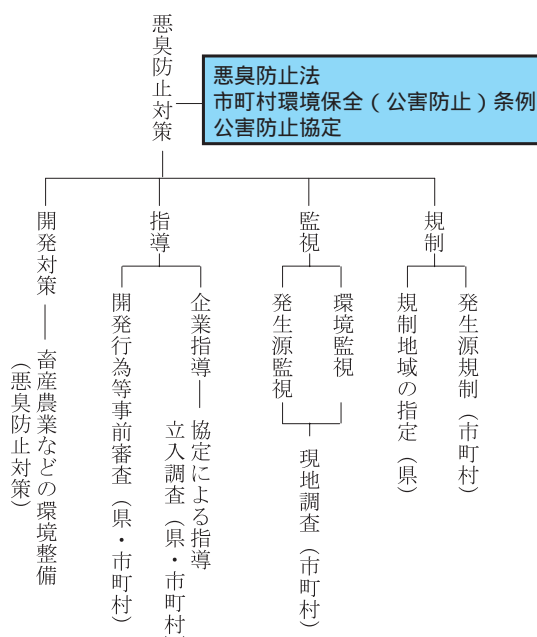 悪臭防止対策
悪臭防止法
市町村環境保全（公害防止）条例
公害防止協定
規制
発生源規制（市町村）
規制地域の指定（県）
監視
環境監視
発生源監視
現地調査（市町村）
指導
企業指導
協定による指導
立入調査（県・市町村
開発行為等事前審査（県・市町村）
開発対策
畜産農業などの環境整備
（悪臭防止対策）